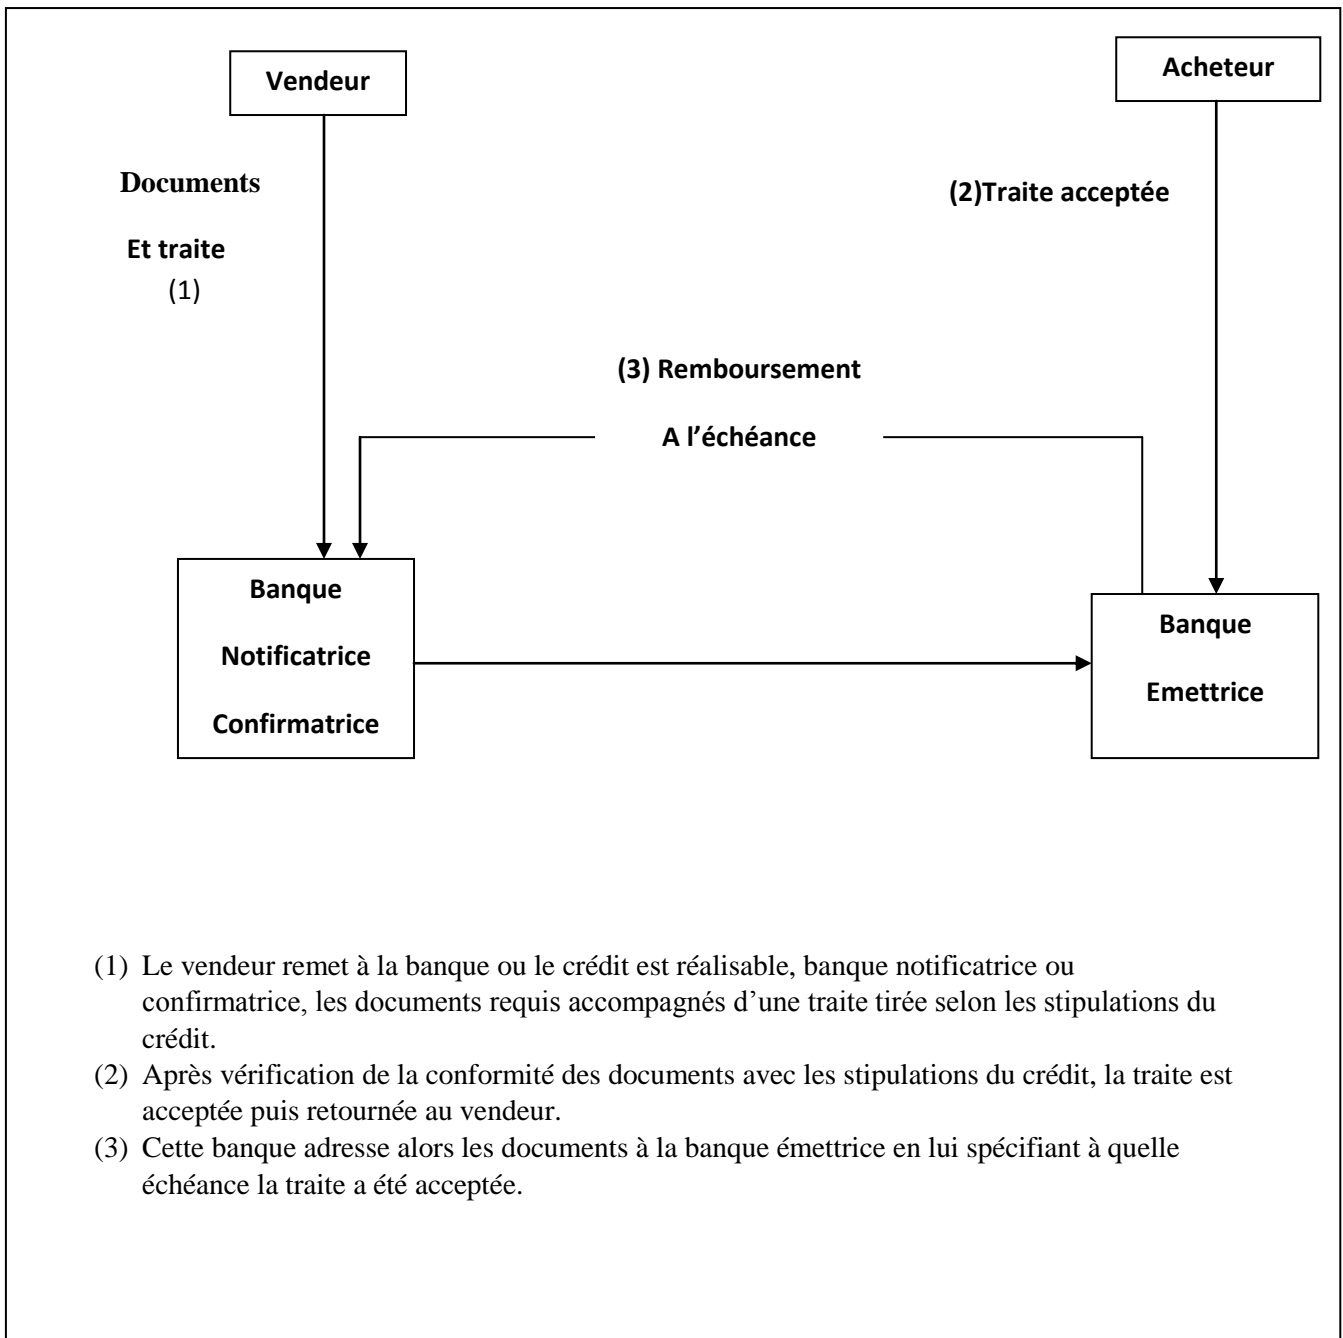 Vendeur
Acheteur
Documents
Et traite
(1)
(2)Traite acceptée
(3) Remboursement
A l’échéance
Banque
Notificatrice
Confirmatrice
Banque
Emettrice
(1) Le vendeur remet à la banque ou le crédit est réalisable, banque notificatrice ou
confirmatrice, les documents requis accompagnés d’une traite tirée selon les stipulations du
crédit.
(2) Après vérification de la conformité des documents avec les stipulations du crédit, la traite est
acceptée puis retournée au vendeur.
(3) Cette banque adresse alors les documents à la banque émettrice en lui spécifiant à quelle
échéance la traite a été acceptée.